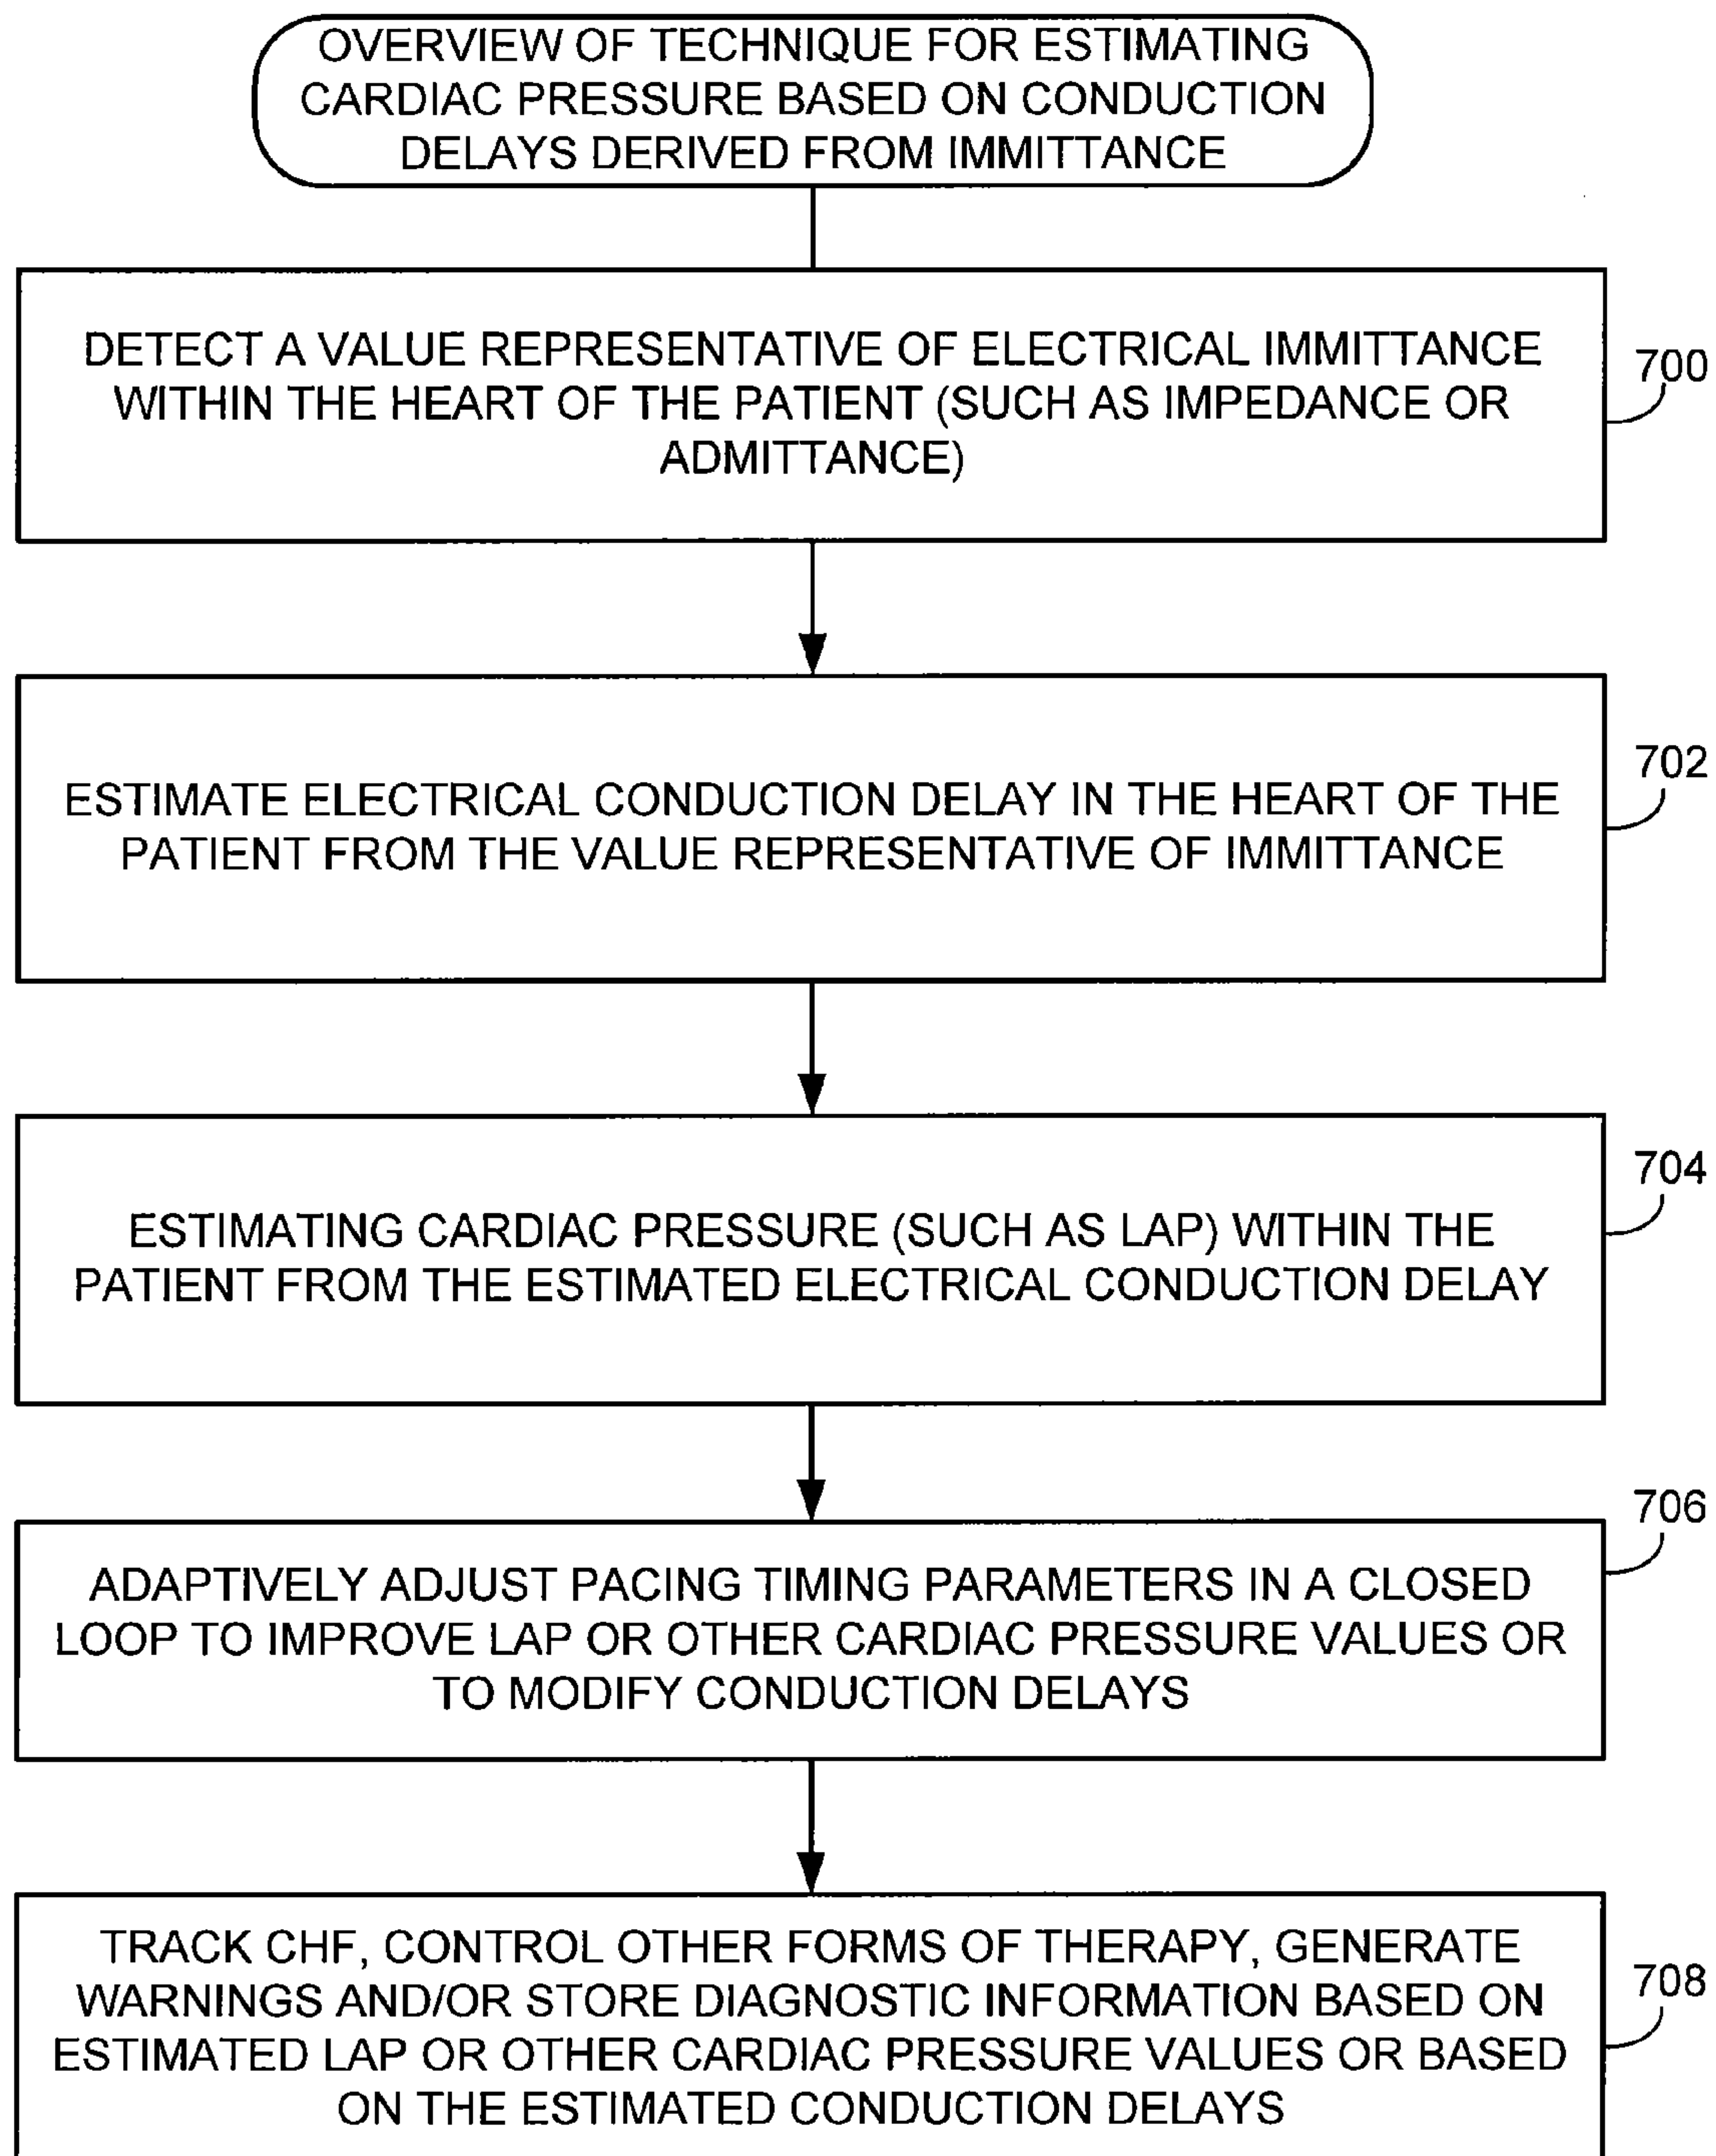 OVERVIEW OF TECHNIQUE FOR ESTIMATING
CARDIAC PRESSURE BASED ON CONDUCTION
DELAYS DERIVED FROM IMMITTANCE
DETECT A VALUE REPRESENTATIVE OF ELECTRICAL IMMITTANCE
WITHIN THE HEART OF THE PATIENT (SUCH AS IMPEDANCE OR
ADMITTANCE)
700
ESTIMATE ELECTRICAL CONDUCTION DELAY IN THE HEART OF THE
PATIENT FROM THE VALUE REPRESENTATIVE OF IMMITTANCE
702
ESTIMATING CARDIAC PRESSURE (SUCH AS LAP) WITHIN THE
PATIENT FROM THE ESTIMATED ELECTRICAL CONDUCTION DELAY
704
ADAPTIVELY ADJUST PACING TIMING PARAMETERS IN A CLOSED
LOOP TO IMPROVE LAP OR OTHER CARDIAC PRESSURE VALUES OR
TO MODIFY CONDUCTION DELAYS
706
TRACK CHF, CONTROL OTHER FORMS OF THERAPY, GENERATE
WARNINGS AND/OR STORE DIAGNOSTIC INFORMATION BASED ON
ESTIMATED LAP OR OTHER CARDIAC PRESSURE VALUES OR BASED
ON THE ESTIMATED CONDUCTION DELAYS
708